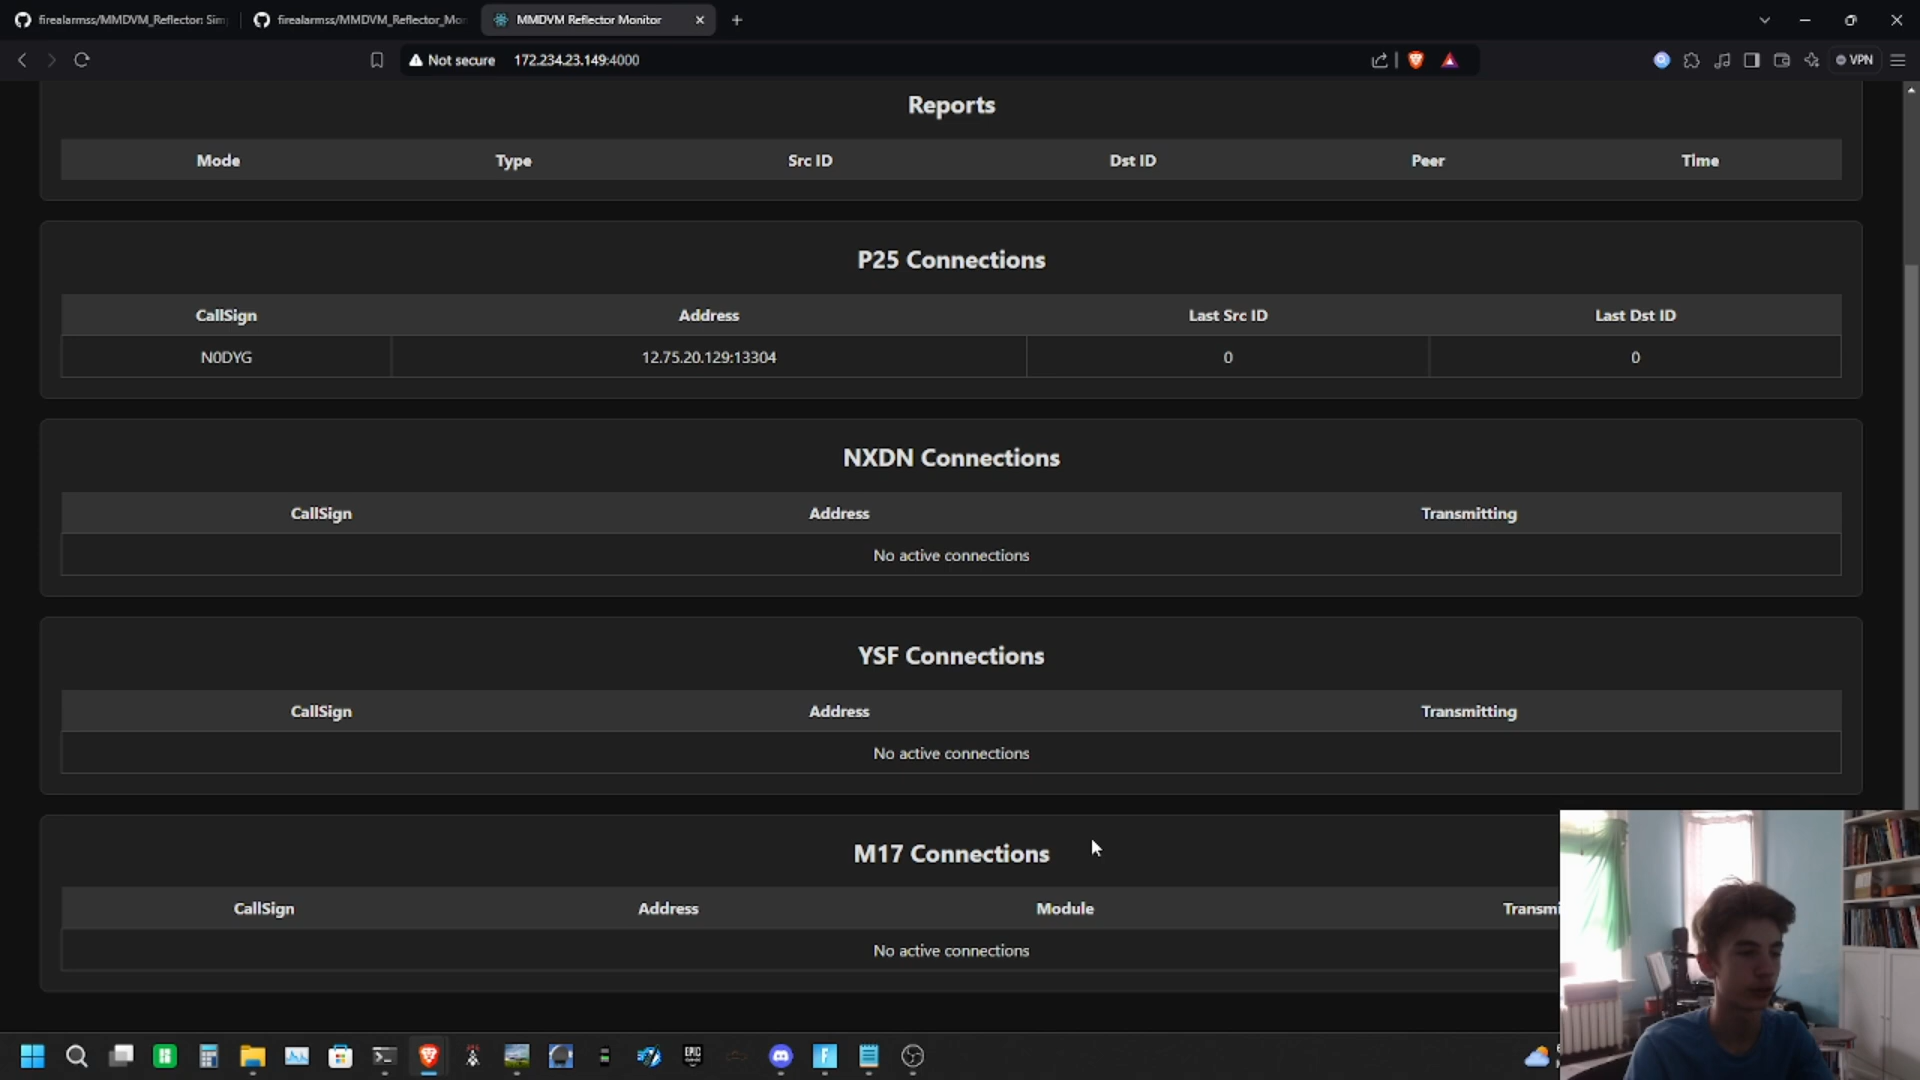 firealarmss/MMDVM_Reflector: Sim
firealarmss/MMDVM_Reflector_Mon
MMDVM Reflector Monitor
Not secure
172.234.23.149:4000
VPN
Reports
Mode Type Src ID Dst ID Peer Time
P25 Connections
CallSign Address Last Src ID Last Dst ID
N0DYG 12.75.20.129:13304 0 0
NXDN Connections
CallSign Address Transmitting
No active connections
YSF Connections
CallSign Address Transmitting
No active connections
M17 Connections
CallSign Address Module Transmi
No active connections
EPIC